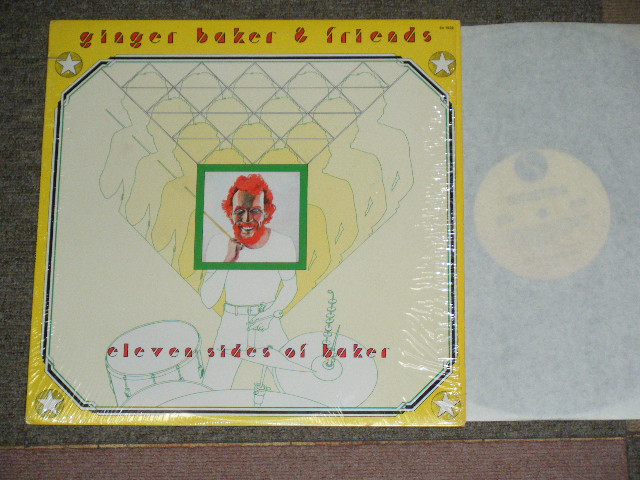 ginger baker & friends
eleven sides of baker